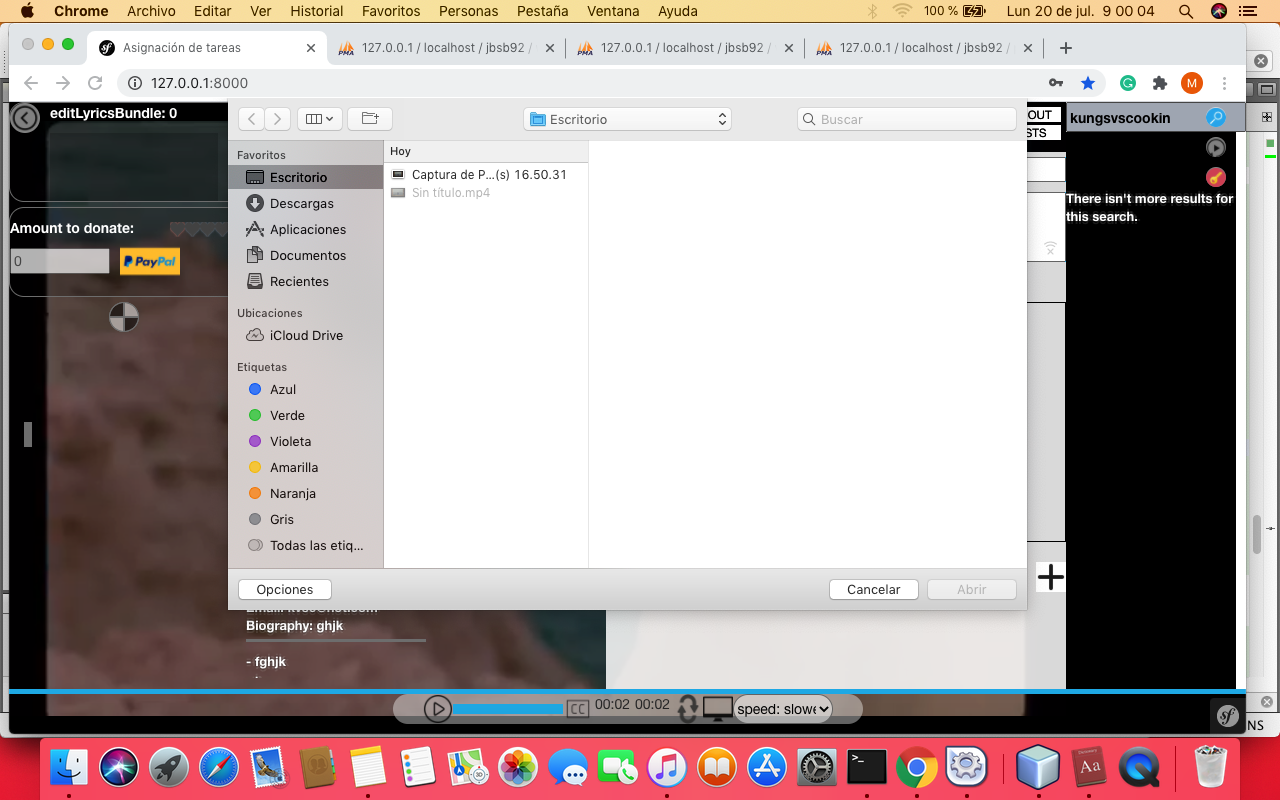 Chrome Archivo Editar Ver Historial Favoritos Personas Pestaña Ventana Ayuda 100 % Lun 20 de jul. 9 00 04
Asignación de tareas 127.0.0.1 / localhost / jbsb92 / 127.0.0.1 / localhost / jbsb92 / 127.0.0.1 / localhost / jbsb92 /
127.0.0.1:8000 M
editLyricsBundle: 0
Escritorio
Buscar
OUT
STS
kungsvscookin
Favoritos
Escritorio
Descargas
Aplicaciones
Documentos
Recientes
Ubicaciones
iCloud Drive
Etiquetas
Azul
Verde
Violeta
Amarilla
Naranja
Gris
Todas las etiq...
Hoy
Captura de P...(s) 16.50.31
Sin título.mp4
There isn't more results for
this search.
Amount to donate:
0 PayPal
Opciones Cancelar Abrir
Biography: ghjk
- fghjk
CC 00:02 00:02 speed: slowe
sf
NS